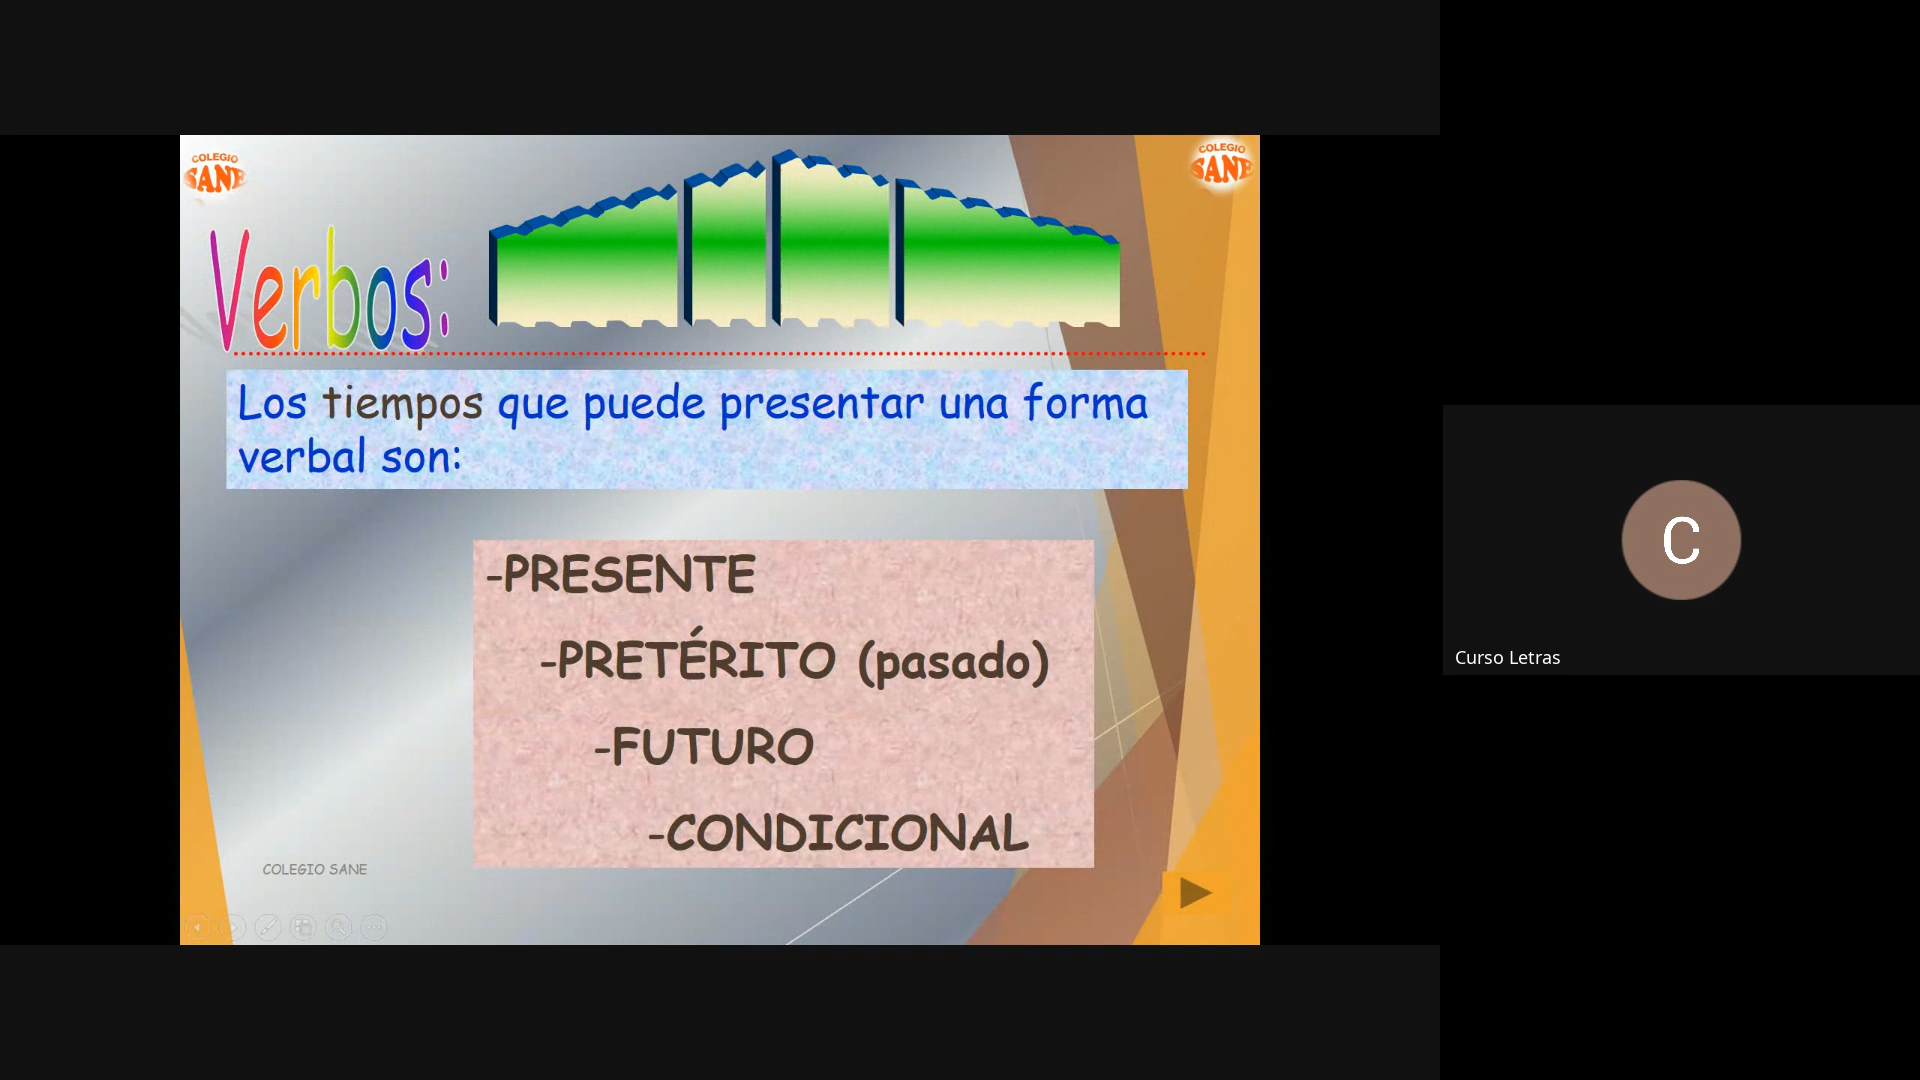 COLEGIO
SANE
COLEGIO
SANE
Verbos:
Los tiempos que puede presentar una forma
verbal son:
-PRESENTE
-PRETÉRITO (pasado)
-FUTURO
-CONDICIONAL
COLEGIO SANE
C
Curso Letras